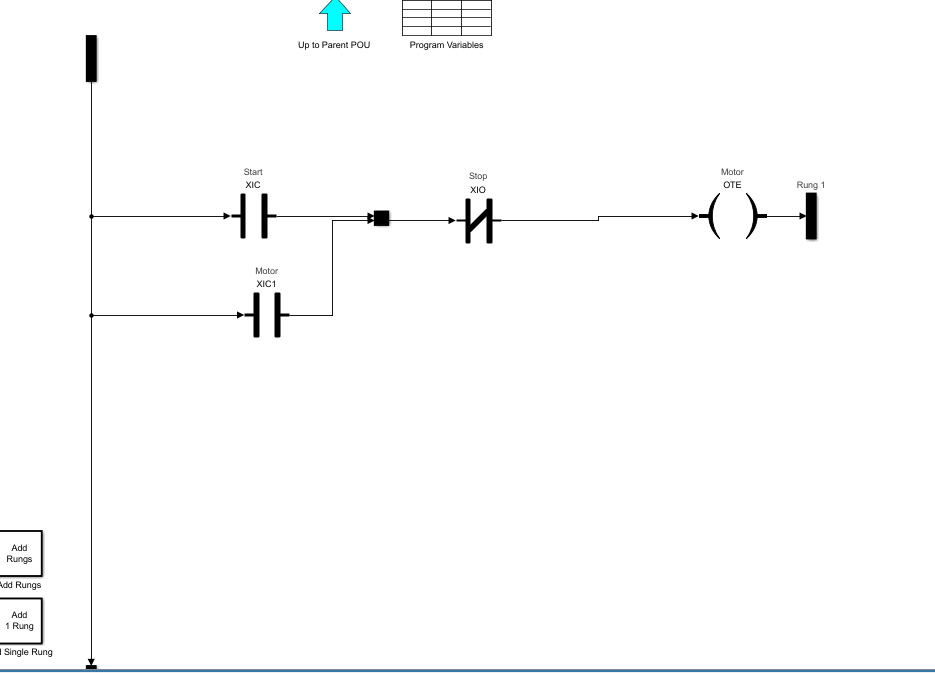 Up to Parent POU
Program Variables
Start
XIC
Stop
XIO
Motor
OTE
Rung 1
Motor
XIC1
Add
Rungs
Add Rungs
Add
1 Rung
Single Rung